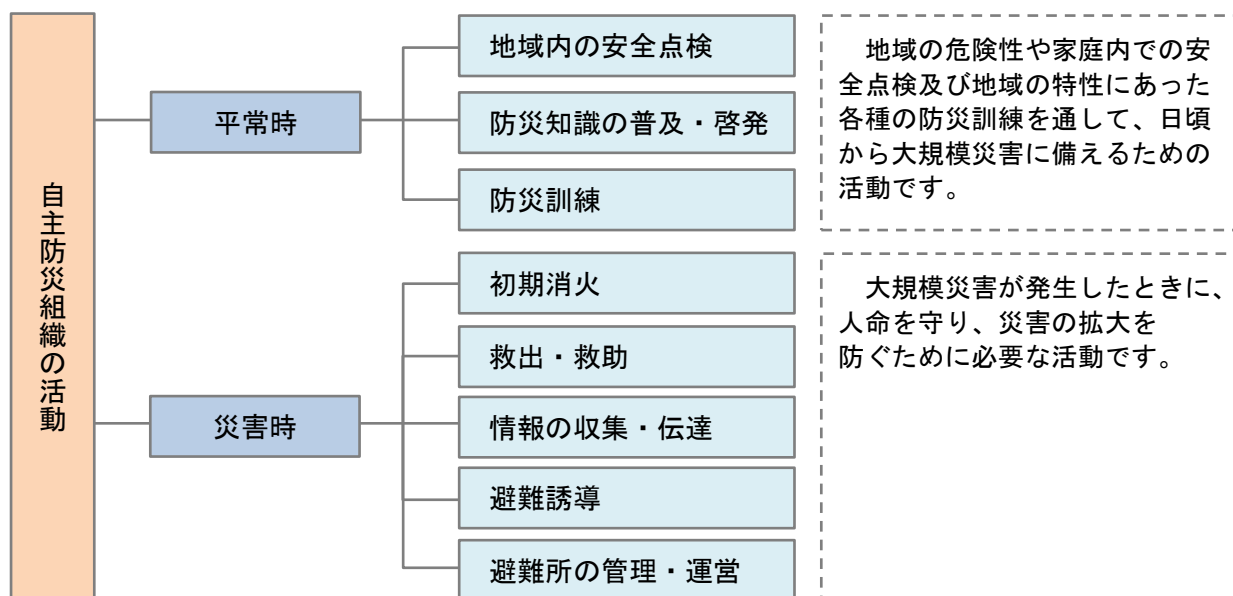 自主防災組織の活動
平常時
地域内の安全点検
防災知識の普及・啓発
防災訓練
地域の危険性や家庭内での安
全点検及び地域の特性にあった
各種の防災訓練を通して、日頃
から大規模災害に備えるための
活動です。
災害時
初期消火
救出・救助
情報の収集・伝達
避難誘導
避難所の管理・運営
大規模災害が発生したときに、
人命を守り、災害の拡大を
防ぐために必要な活動です。